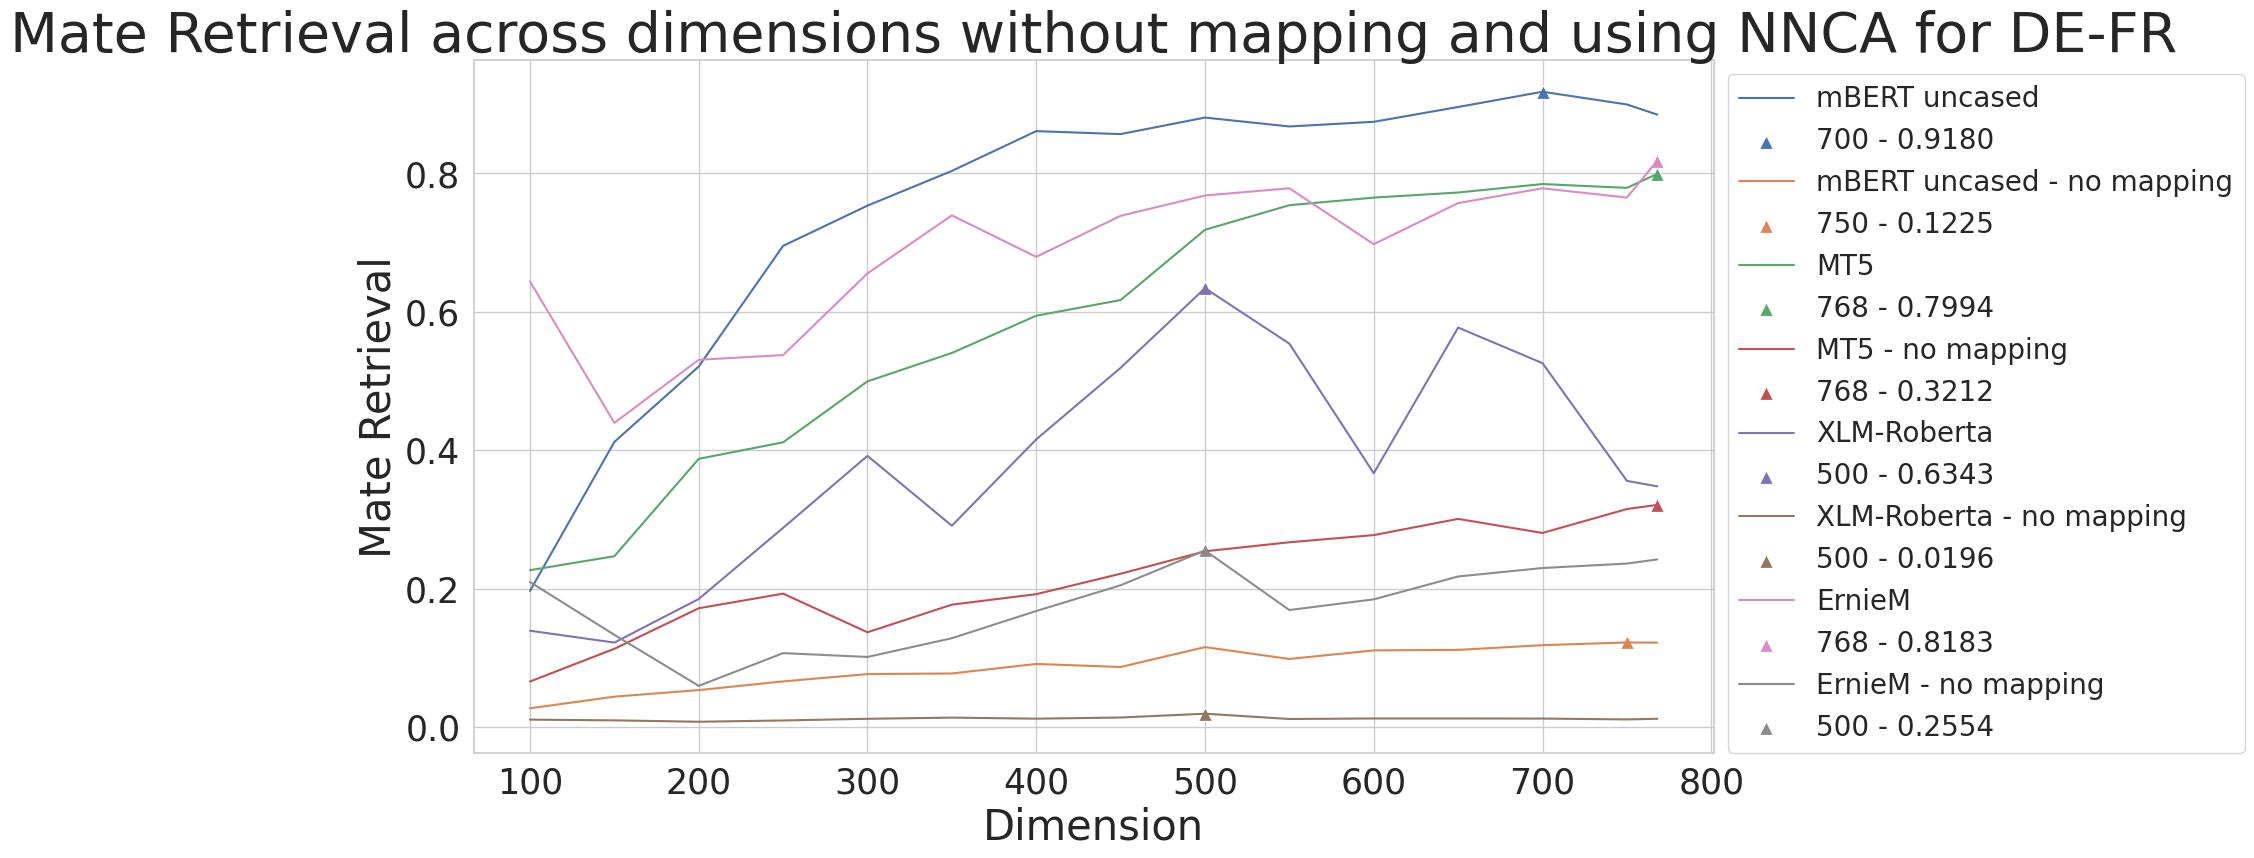 Mate Retrieval across dimensions without mapping and using NNCA for DE-FR
Mate Retrieval
0.8
0.6
0.4
0.2
0.0
100 200 300 400 500 600 700 800
Dimension
mBERT uncased
700 - 0.9180
mBERT uncased - no mapping
750 - 0.1225
MT5
768 - 0.7994
MT5 - no mapping
768 - 0.3212
XLM-Roberta
500 - 0.6343
XLM-Roberta - no mapping
500 - 0.0196
ErnieM
768 - 0.8183
ErnieM - no mapping
500 - 0.2554